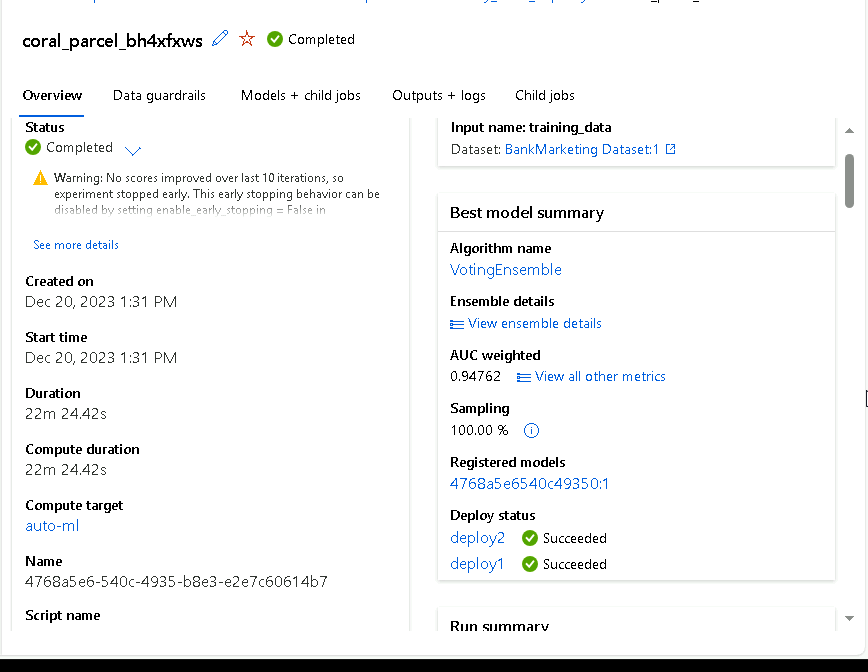 coral_parcel_bh4xfxws Completed
Overview Data guardrails Models + child jobs Outputs + logs Child jobs
Status
Completed
Warning: No scores improved over last 10 iterations, so
experiment stopped early. This early stopping behavior can be
disabled by setting enable_early_stopping = False in
See more details
Created on
Dec 20, 2023 1:31 PM
Start time
Dec 20, 2023 1:31 PM
Duration
22m 24.42s
Compute duration
22m 24.42s
Compute target
auto-ml
Name
4768a5e6-540c-4935-b8e3-e2e7c60614b7
Script name
Input name: training_data
Dataset: BankMarketing Dataset:1
Best model summary
Algorithm name
VotingEnsemble
Ensemble details
View ensemble details
AUC weighted
0.94762 View all other metrics
Sampling
100.00 %
Registered models
4768a5e6540c49350:1
Deploy status
deploy2 Succeeded
deploy1 Succeeded
Run summary